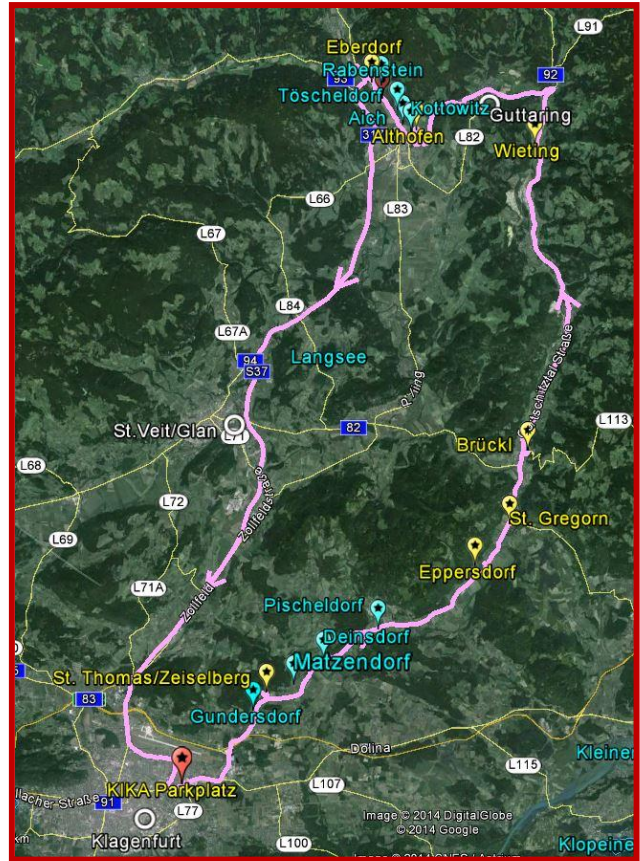 L91
Eberdorf
92
Rabenstein
93
Töscheldorf
Kottowitz
Guttaring
Aich
Althofen
L82
Wieting
L66
L83
L67
L84
L67A
94
S37
Langsee
St.Veit/Glan
L71
82
L113
Brückl
L68
L72
St. Gregorn
L69
Eppersdorf
L71A
Zollfeld
Pischeldorf
Deinsdorf
Matzendorf
St. Thomas/Zeiselberg
83
Gundersdorf
Dolina
Kleiner
KIKA Parkplatz
L107
L115
91
L77
Klagenfurt
L100
Image © 2014 DigitalGlobe
© 2014 Google
Klopeine